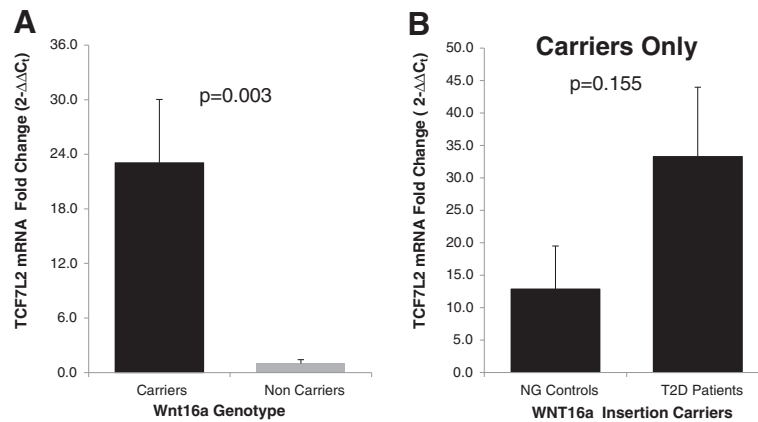 A
TCF7L2 mRNA Fold Change (2-ΔΔCt)
36.0
30.0
24.0
18.0
12.0
6.0
0.0
p=0.003
Carriers
Non Carriers
Wnt16a Genotype
B
Carriers Only
TCF7L2 mRNA Fold Change ( 2-ΔΔCt)
50.0
45.0
40.0
35.0
30.0
25.0
20.0
15.0
10.0
5.0
0.0
p=0.155
NG Controls
T2D Patients
WNT16a Insertion Carriers